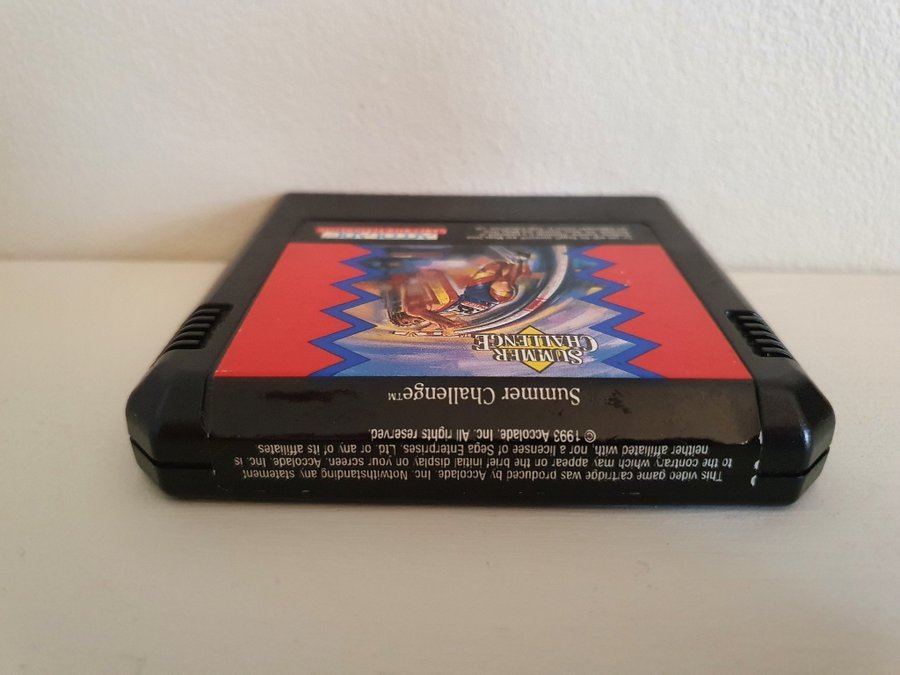 This video game cartridge was produced by Accolade, Inc. Notwithstanding any statement
to the contrary which may appear on the brief initial display on your screen, Accolade, Inc. is
neither affiliated with, nor a licensee of Sega Enterprises, Ltd. or any of its affiliates
© 1993 Accolade, Inc. All rights reserved.
Summer Challenge™
SUMMER
CHALLENGE™